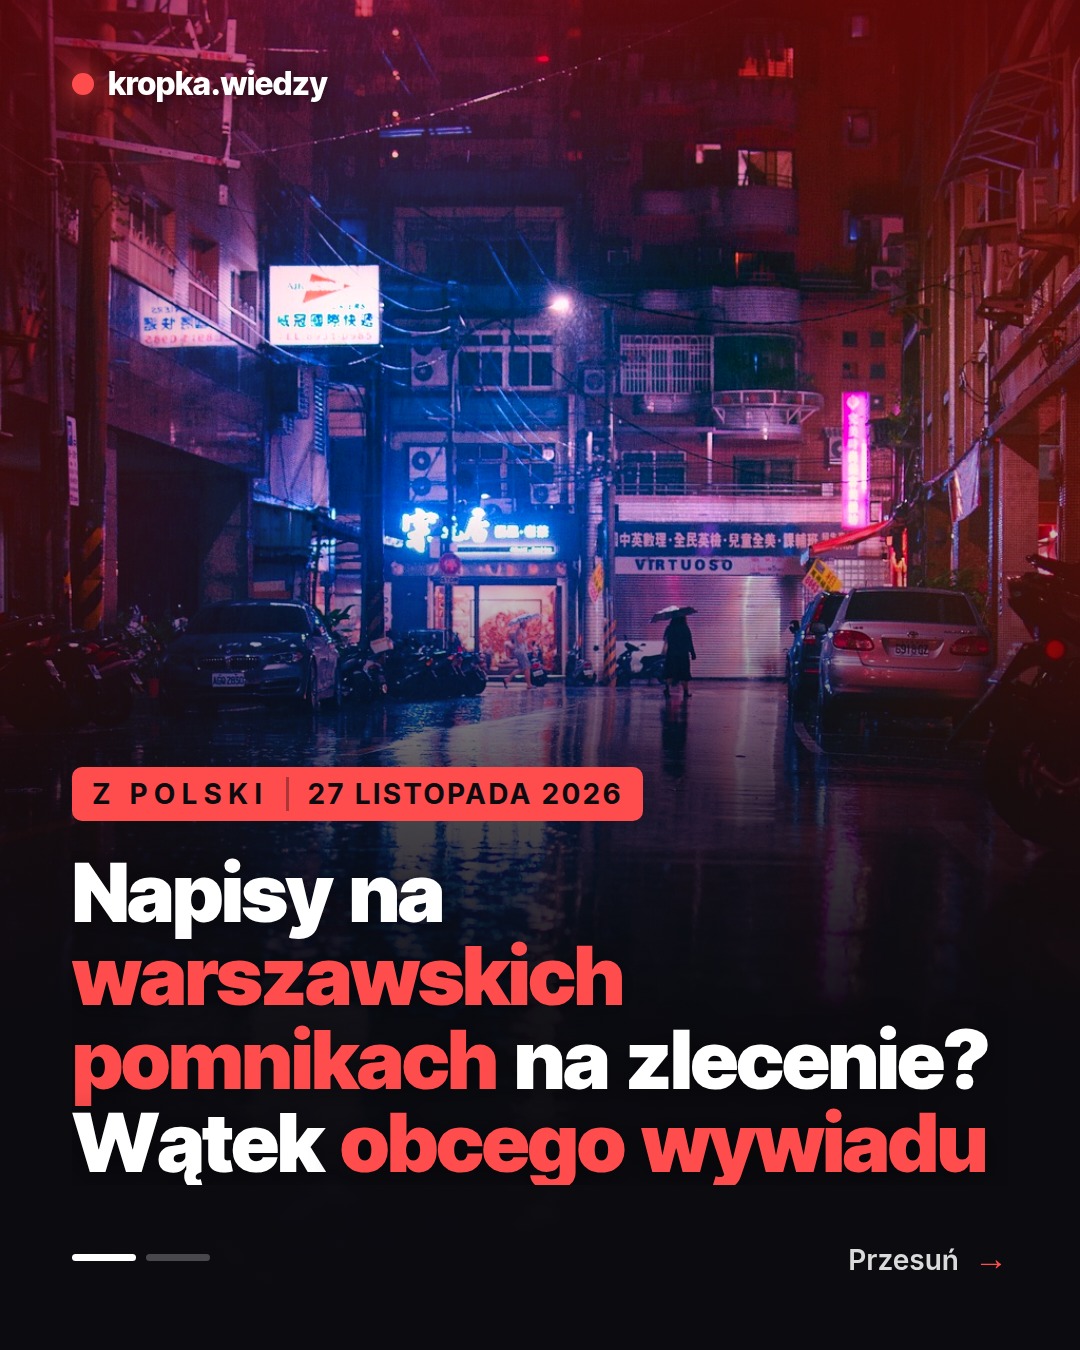 kropka.wiedzy
VIRTUOSO
Z POLSKI | 27 LISTOPADA 2026
Napisy na
warszawskich
pomnikach na zlecenie?
Wątek obcego wywiadu
Przesuń →